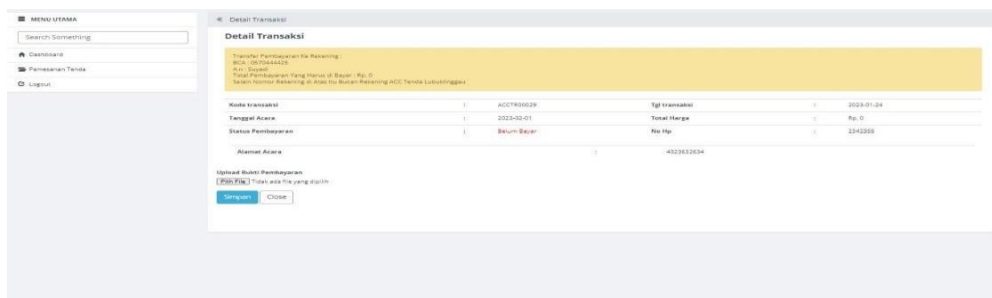 MENU UTAMA
Search Something
Dashboard
Pemesanan Tenda
Logout
Detail Transaksi
Detail Transaksi
Transfer Pembayaran Ke Rekening :
BCA : 0570444425
A.n : Suyadi
Total Pembayaran Yang Harus di Bayar : Rp. 0
Selain Nomor Rekening di Atas Itu Bukan Rekening ACC Tenda Lubuklinggau
Kode transaksi : ACCTR00029 Tgl transaksi : 2023-01-24
Tanggal Acara : 2023-02-01 Total Harga : Rp. 0
Status Pembayaran : Belum Bayar No Hp : 2342355
Alamat Acara : 4323632634
Upload Bukti Pembayaran
Pilih File Tidak ada file yang dipilih
Simpan Close